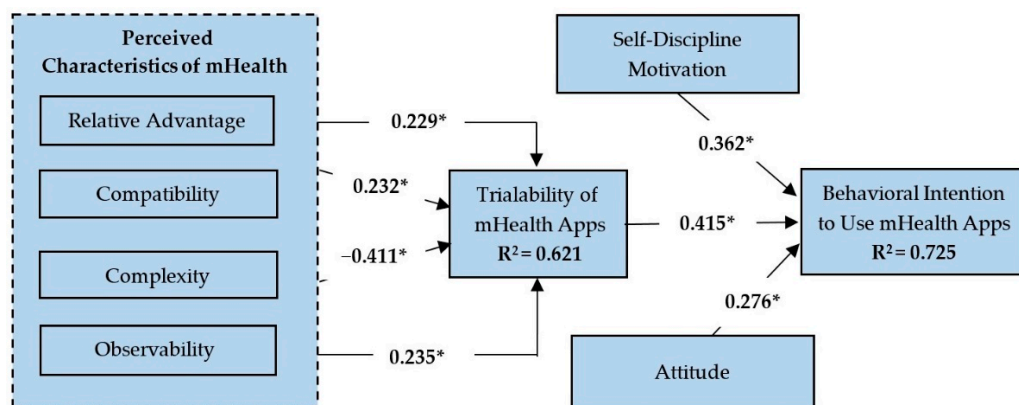 Perceived
Characteristics of mHealth
Relative Advantage
Compatibility
Complexity
Observability
0.229*
0.232*
−0.411*
0.235*
Trialability of
mHealth Apps
R² = 0.621
Self-Discipline
Motivation
0.362*
0.415*
0.276*
Attitude
Behavioral Intention
to Use mHealth Apps
R² = 0.725